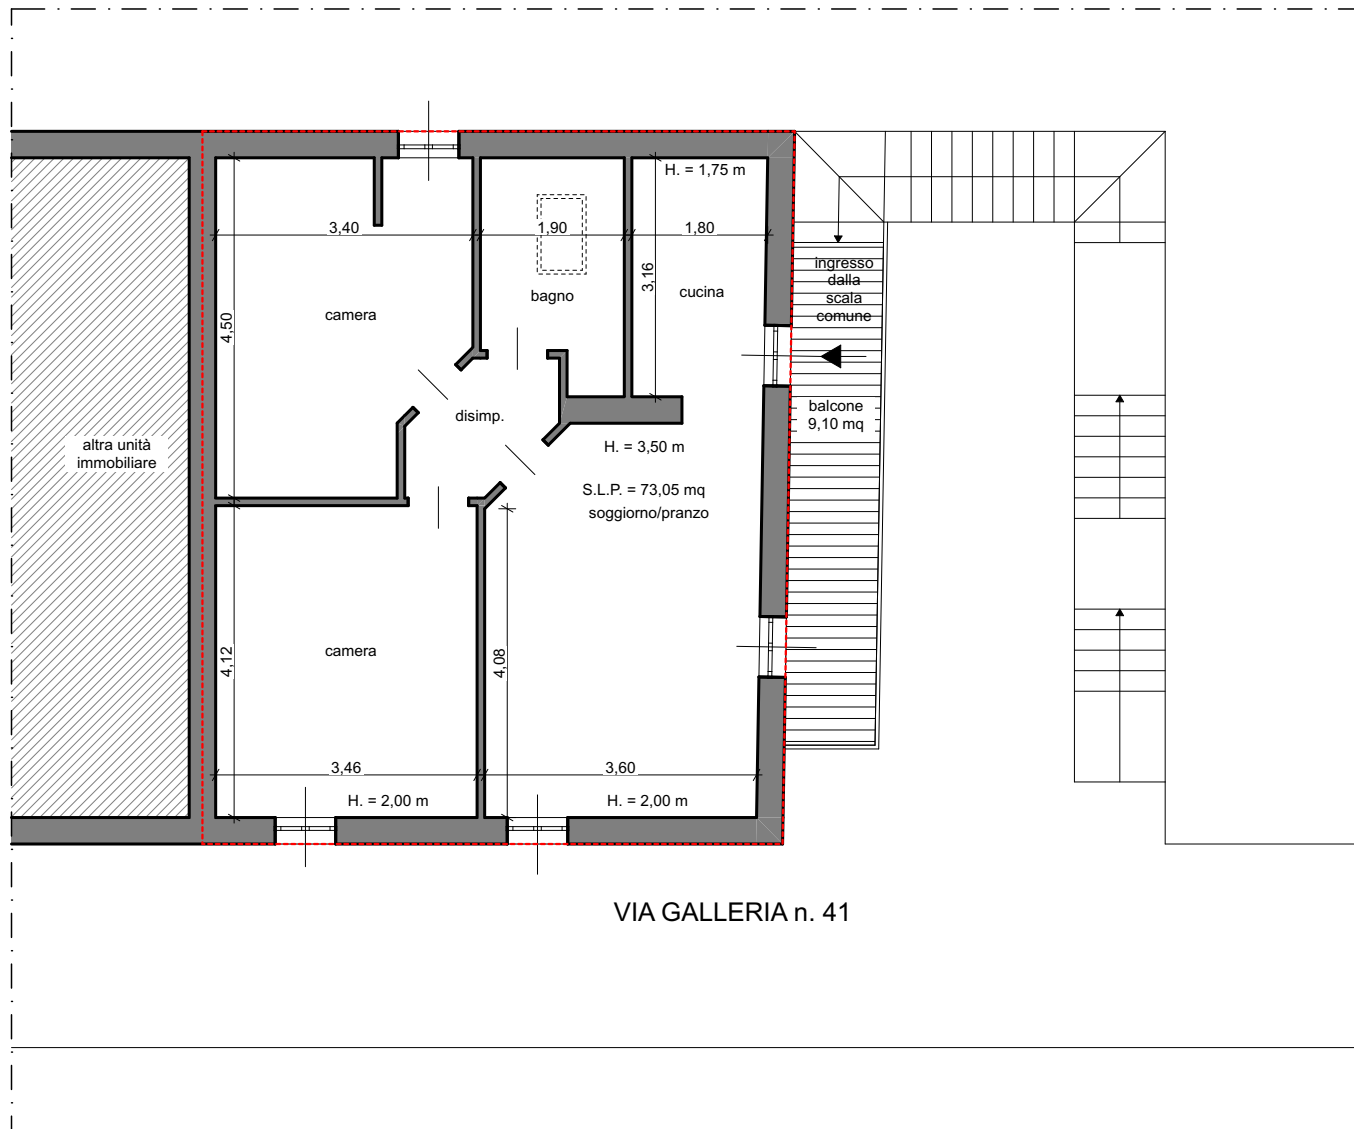 H. = 1,75 m
3,40
1,90
1,80
3,16
ingresso
dalla
scala
comune
bagno
cucina
camera
4,50
disimp.
balcone
9,10 mq
altra unità
immobiliare
H. = 3,50 m
S.L.P. = 73,05 mq
soggiorno/pranzo
camera
4,12
4,08
3,46
3,60
H. = 2,00 m
H. = 2,00 m
VIA GALLERIA n. 41